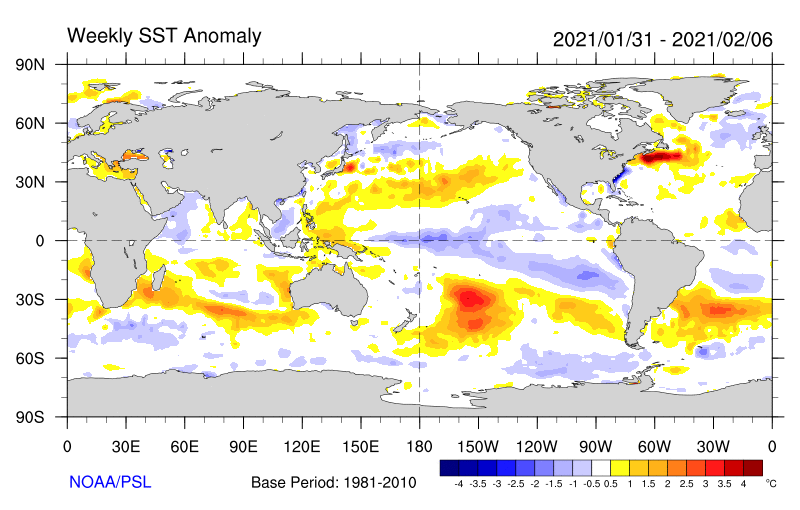 Weekly SST Anomaly 2021/01/31 - 2021/02/06
90N
60N
30N
0
30S
60S
90S
0 30E 60E 90E 120E 150E 180 150W 120W 90W 60W 30W 0
NOAA/PSL Base Period: 1981-2010
-4 -3.5 -3 -2.5 -2 -1.5 -1 -0.5 0.5 1 1.5 2 2.5 3 3.5 4 °C